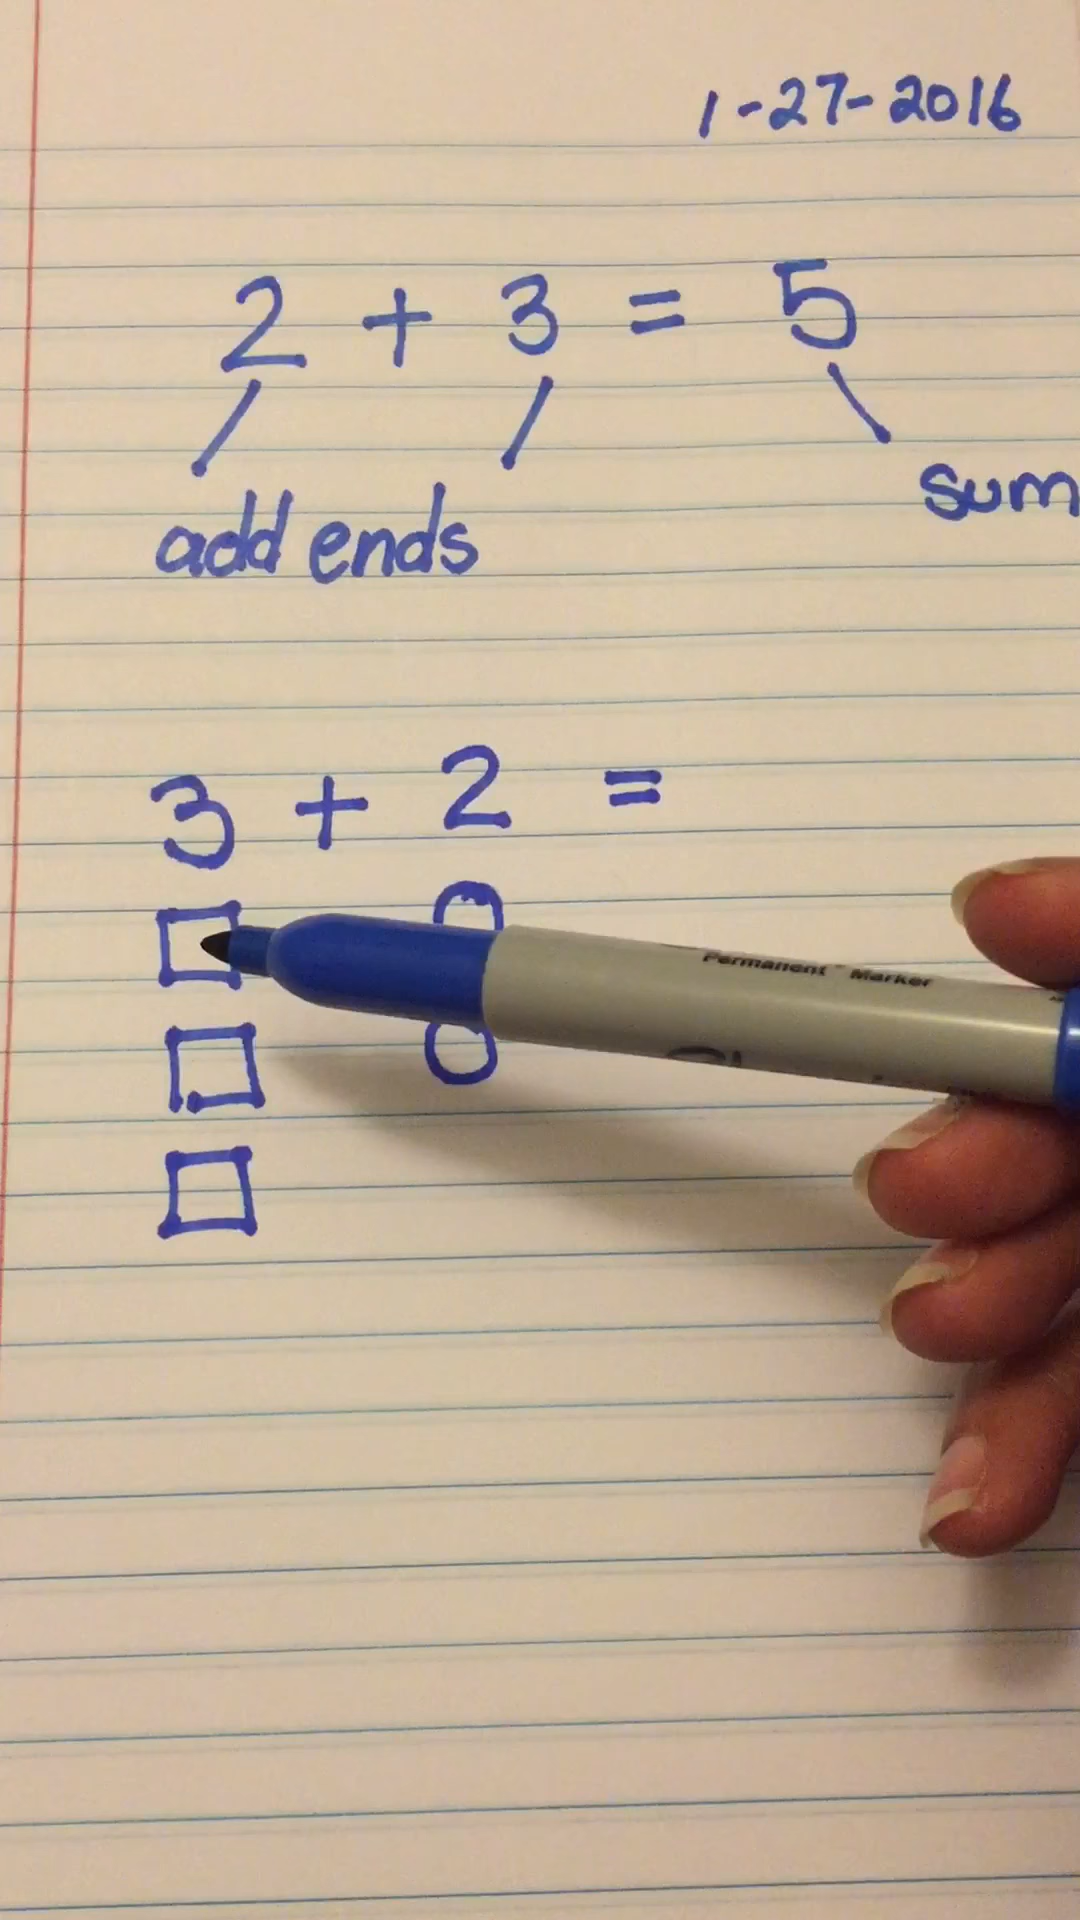 1-27-2016
2 + 3 = 5
add ends
sum
3 + 2 =
Permanent Marker